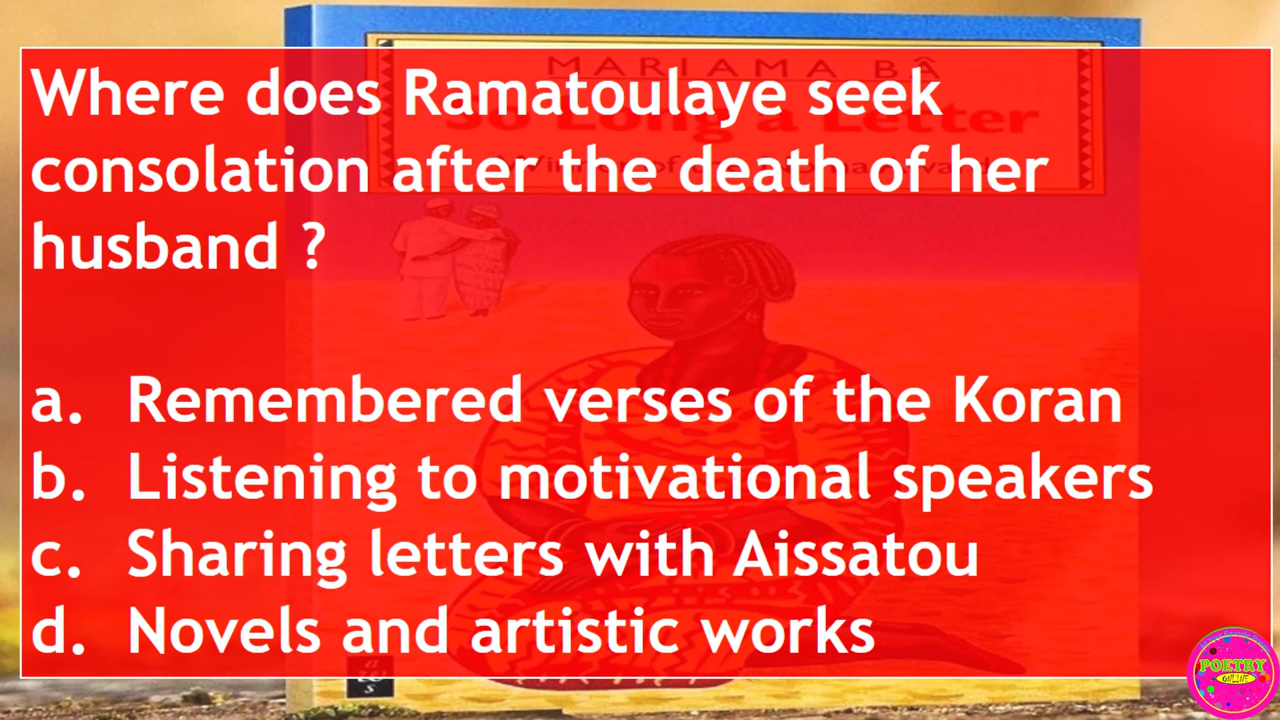 MARIAMA BÂ
So Long a Letter
Where does Ramatoulaye seek
consolation after the death of her
husband ?
a. Remembered verses of the Koran
b. Listening to motivational speakers
c. Sharing letters with Aissatou
d. Novels and artistic works
a
w
s
POETRY
ONLINE